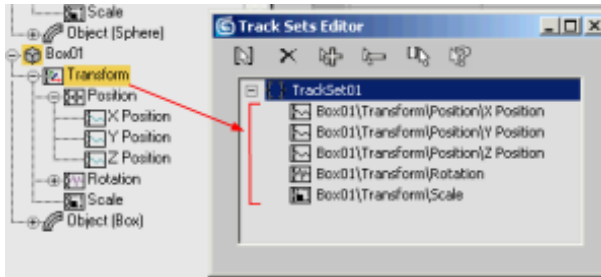 Scale
Object (Sphere)
Box01
Transform
Position
X Position
Y Position
Z Position
Rotation
Scale
Object (Box)
Track Sets Editor
TrackSet01
Box01\Transform\Position\X Position
Box01\Transform\Position\Y Position
Box01\Transform\Position\Z Position
Box01\Transform\Rotation
Box01\Transform\Scale